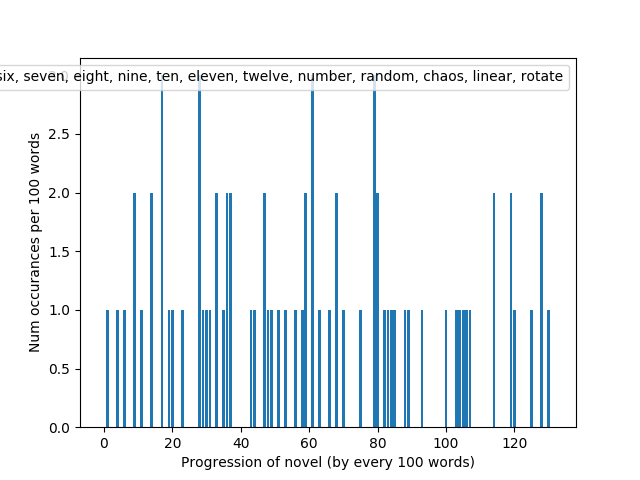 six, seven, eight, nine, ten, eleven, twelve, number, random, chaos, linear, rotate
2.5
2.0
1.5
1.0
0.5
0.0
Num occurances per 100 words
0 20 40 60 80 100 120
Progression of novel (by every 100 words)